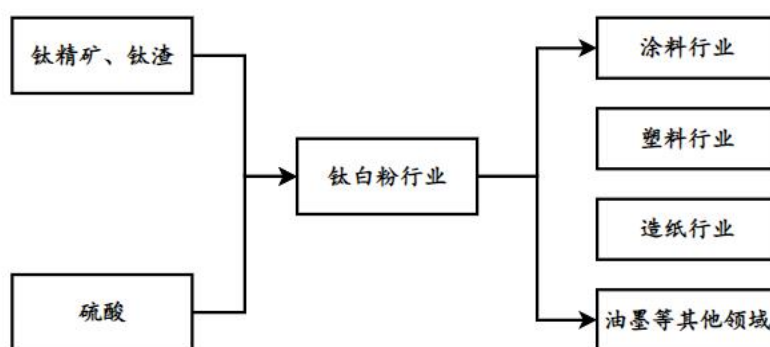 钛精矿、钛渣
硫酸
钛白粉行业
涂料行业
塑料行业
造纸行业
油墨等其他领域